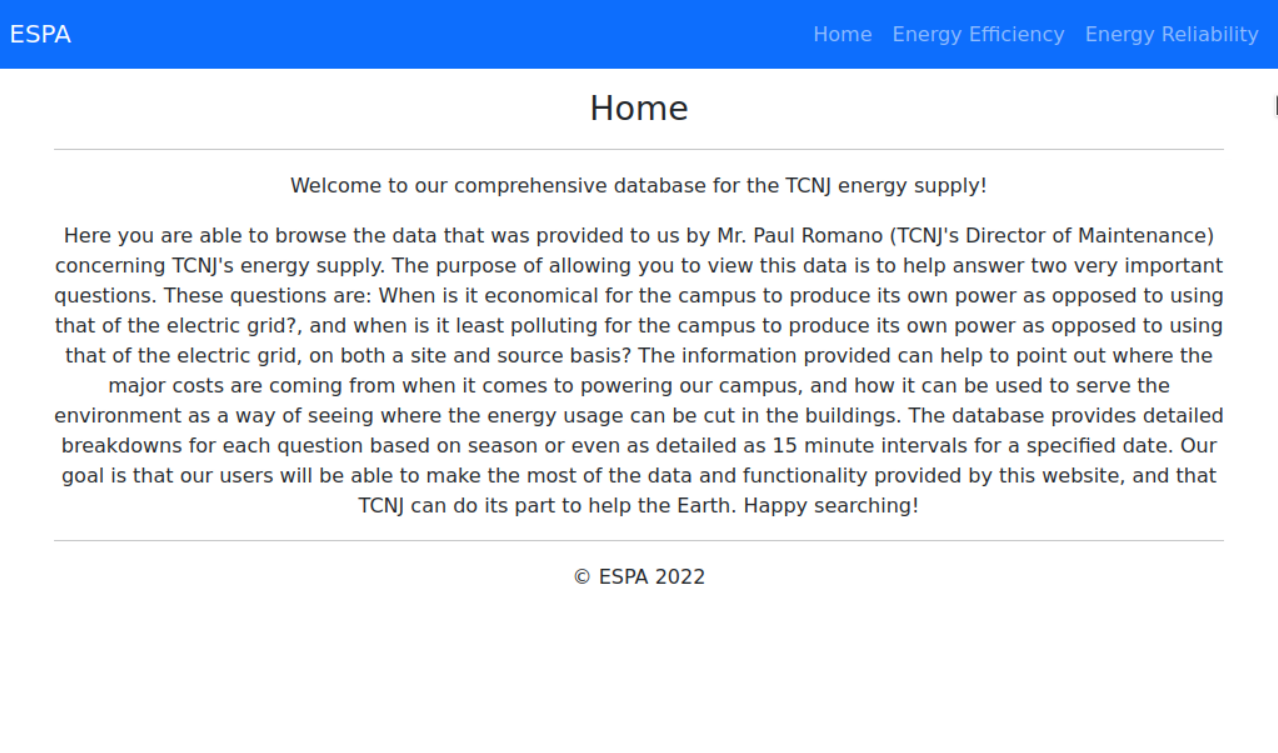 ESPA
Home Energy Efficiency Energy Reliability
Home
Welcome to our comprehensive database for the TCNJ energy supply!
Here you are able to browse the data that was provided to us by Mr. Paul Romano (TCNJ's Director of Maintenance)
concerning TCNJ's energy supply. The purpose of allowing you to view this data is to help answer two very important
questions. These questions are: When is it economical for the campus to produce its own power as opposed to using
that of the electric grid?, and when is it least polluting for the campus to produce its own power as opposed to using
that of the electric grid, on both a site and source basis? The information provided can help to point out where the
major costs are coming from when it comes to powering our campus, and how it can be used to serve the
environment as a way of seeing where the energy usage can be cut in the buildings. The database provides detailed
breakdowns for each question based on season or even as detailed as 15 minute intervals for a specified date. Our
goal is that our users will be able to make the most of the data and functionality provided by this website, and that
TCNJ can do its part to help the Earth. Happy searching!
© ESPA 2022